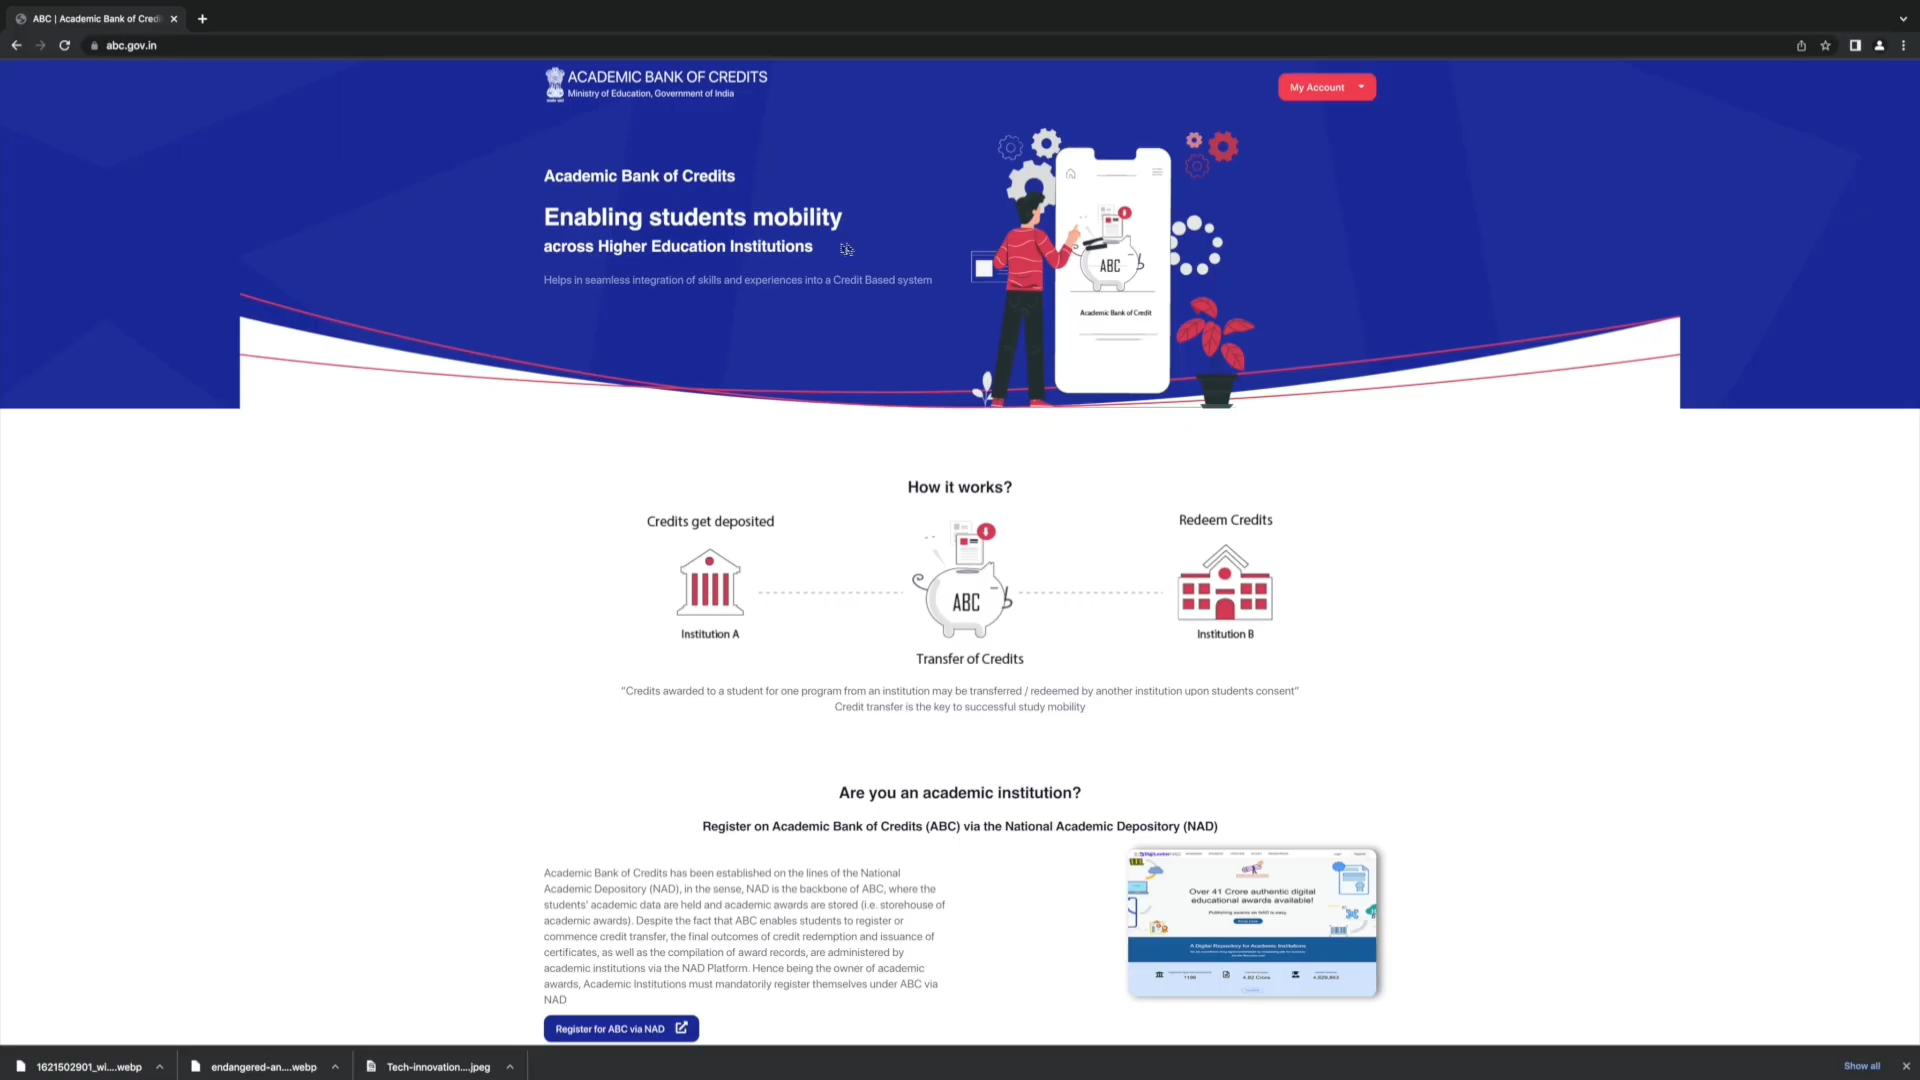 ABC | Academic Bank of Credi
abc.gov.in
ACADEMIC BANK OF CREDITS
Ministry of Education, Government of India
My Account
Academic Bank of Credits
Enabling students mobility
across Higher Education Institutions
Helps in seamless integration of skills and experiences into a Credit Based system
ABC
Academic Bank of Credit
How it works?
Credits get deposited
Redeem Credits
ABC
Institution A
Institution B
Transfer of Credits
"Credits awarded to a student for one program from an institution may be transferred / redeemed by another institution upon students consent"
Credit transfer is the key to successful study mobility
Are you an academic institution?
Register on Academic Bank of Credits (ABC) via the National Academic Depository (NAD)
Academic Bank of Credits has been established on the lines of the National
Academic Depository (NAD), in the sense, NAD is the backbone of ABC, where the
students' academic data are held and academic awards are stored (i.e. storehouse of
academic awards). Despite the fact that ABC enables students to register or
commence credit transfer, the final outcomes of credit redemption and issuance of
certificates, as well as the compilation of award records, are administered by
academic institutions via the NAD Platform. Hence being the owner of academic
awards, Academic Institutions must mandatorily register themselves under ABC via
NAD
Over 41 Crore authentic digital
educational awards available!
Publishing awards on NAD is easy
A Digital Repository for Academic Institutions
Register for ABC via NAD
1621502901_wi....webp
endangered-an....webp
Tech-innovation....jpeg
Show all